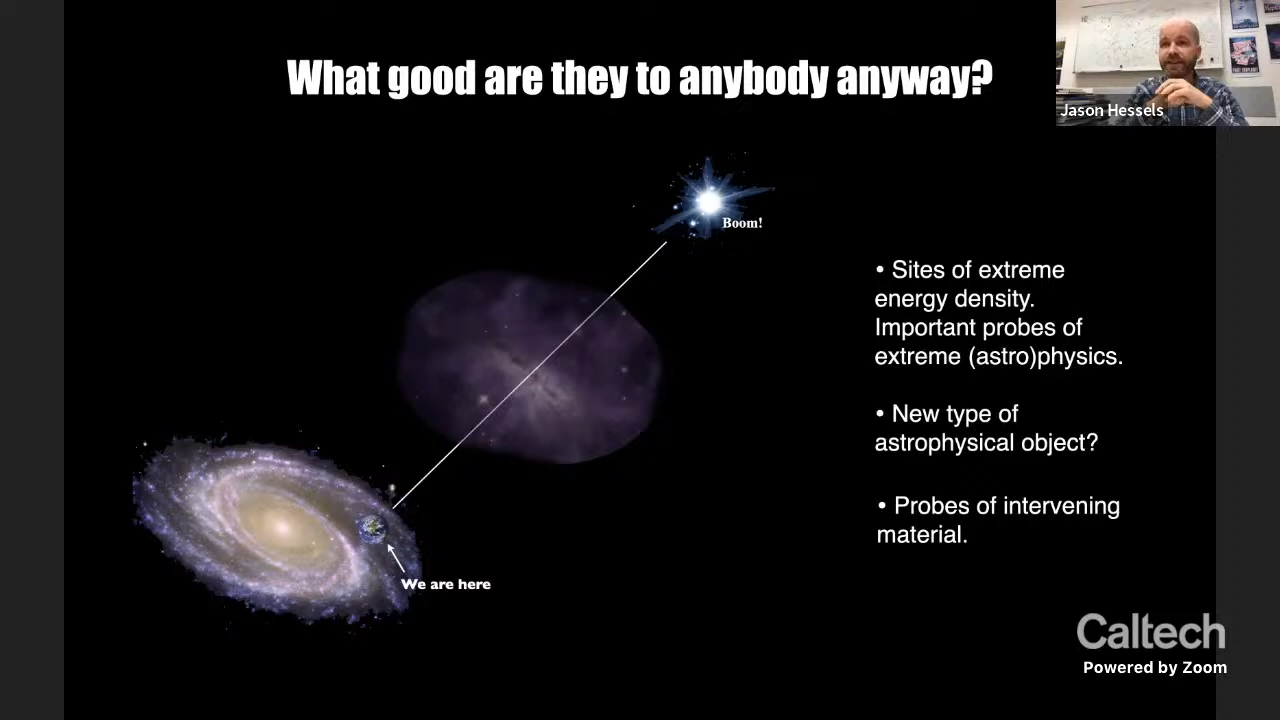 What good are they to anybody anyway?
Jason Hessels
Boom!
• Sites of extreme
energy density.
Important probes of
extreme (astro)physics.
• New type of
astrophysical object?
• Probes of intervening
material.
We are here
Caltech
Powered by Zoom